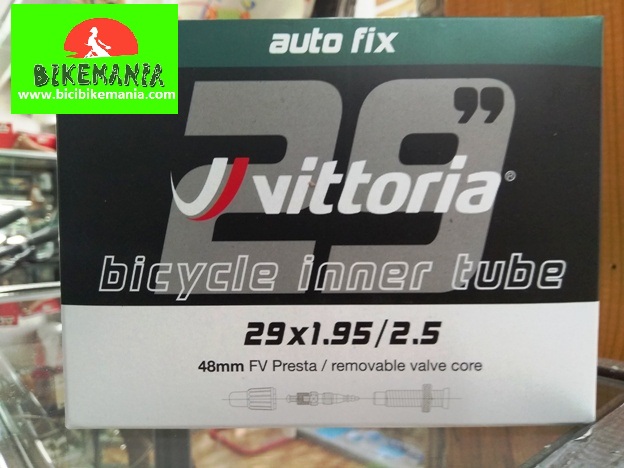 BIKEMANIA
www.bicibikemania.com
auto fix
29”
vittoria®
bicycle inner tube
29x1.95/2.5
48mm FV Presta / removable valve core